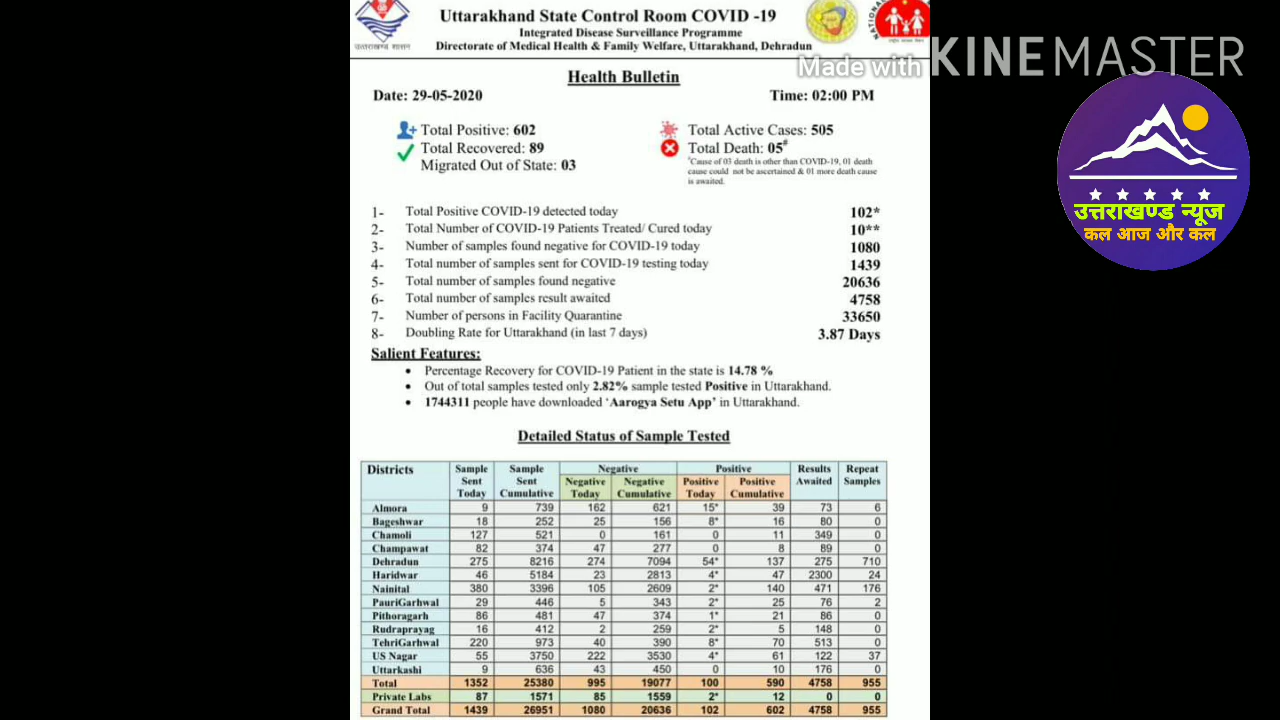 Uttarakhand State Control Room COVID -19
Integrated Disease Surveillance Programme
Directorate of Medical Health & Family Welfare, Uttarakhand, Dehradun
उत्तराखण्ड शासन
Made with KINEMASTER
Health Bulletin
Date: 29-05-2020 Time: 02:00 PM
Total Positive: 602 Total Active Cases: 505
Total Recovered: 89 Total Death: 05#
Migrated Out of State: 03
#Cause of 03 death is other than COVID-19, 01 death
cause could not be ascertained & 01 more death cause
is awaited.
उत्तराखण्ड न्यूज
कल आज और कल
1- Total Positive COVID-19 detected today 102*
2- Total Number of COVID-19 Patients Treated/ Cured today 10**
3- Number of samples found negative for COVID-19 today 1080
4- Total number of samples sent for COVID-19 testing today 1439
5- Total number of samples found negative 20636
6- Total number of samples result awaited 4758
7- Number of persons in Facility Quarantine 33650
8- Doubling Rate for Uttarakhand (in last 7 days) 3.87 Days
Salient Features:
• Percentage Recovery for COVID-19 Patient in the state is 14.78 %
• Out of total samples tested only 2.82% sample tested Positive in Uttarakhand.
• 1744311 people have downloaded ‘Aarogya Setu App’ in Uttarakhand.
Detailed Status of Sample Tested
Districts Sample Sent Today Sample Sent Cumulative Negative Positive Results Awaited Repeat Samples
Negative Today Negative Cumulative Positive Today Positive Cumulative
Almora 9 739 162 621 15* 39 73 6
Bageshwar 18 252 25 156 8* 16 80 0
Chamoli 127 521 0 161 0 11 349 0
Champawat 82 374 47 277 0 8 89 0
Dehradun 275 8216 274 7094 54* 137 275 710
Haridwar 46 5184 23 2813 4* 47 2300 24
Nainital 380 3396 105 2609 2* 140 471 176
PauriGarhwal 29 446 5 343 2* 25 76 2
Pithoragarh 86 481 47 374 1* 21 86 0
Rudraprayag 16 412 2 259 2* 5 148 0
TehriGarhwal 220 973 40 390 8* 70 513 0
US Nagar 55 3750 222 3530 4* 61 122 37
Uttarkashi 9 636 43 450 0 10 176 0
Total 1352 25380 995 19077 100 590 4758 955
Private Labs 87 1571 85 1559 2* 12 0 0
Grand Total 1439 26951 1080 20636 102 602 4758 955